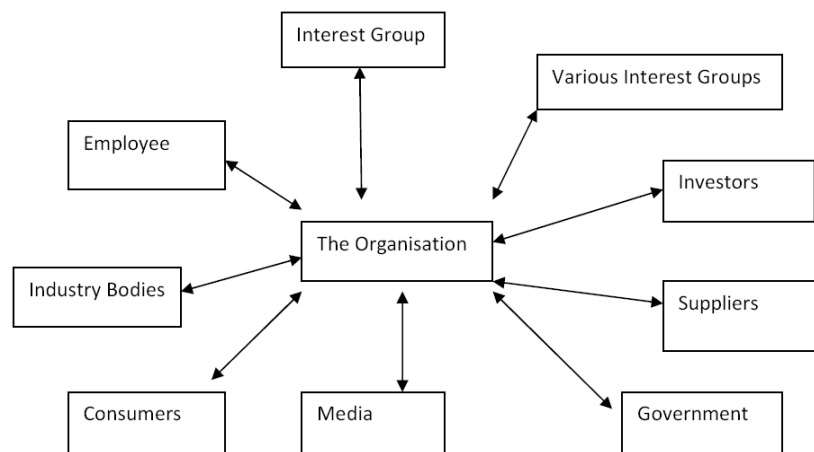 Interest Group
Various Interest Groups
Employee
Investors
The Organisation
Industry Bodies
Suppliers
Consumers
Media
Government